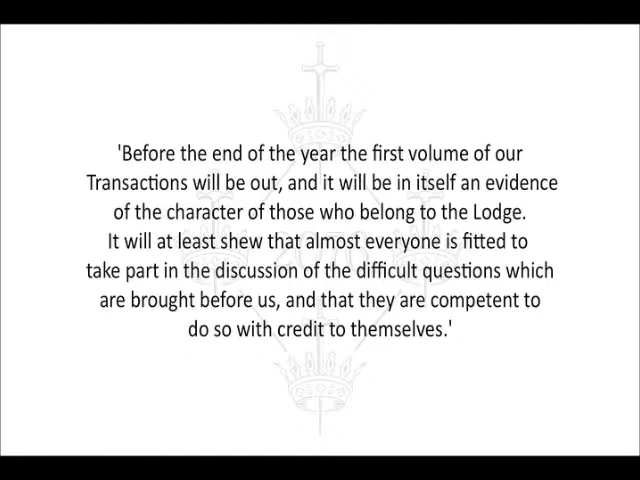 'Before the end of the year the first volume of our
Transactions will be out, and it will be in itself an evidence
of the character of those who belong to the Lodge.
It will at least shew that almost everyone is fitted to
take part in the discussion of the difficult questions which
are brought before us, and that they are competent to
do so with credit to themselves.'
2076